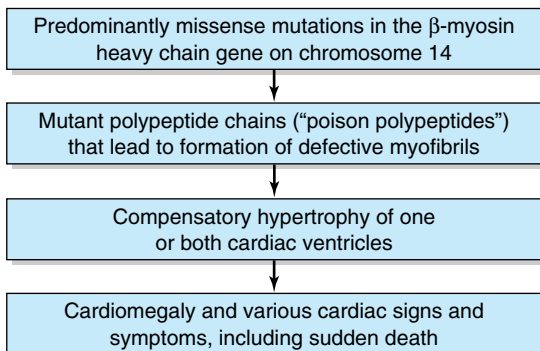 Predominantly missense mutations in the β-myosin
heavy chain gene on chromosome 14
Mutant polypeptide chains (“poison polypeptides”)
that lead to formation of defective myofibrils
Compensatory hypertrophy of one
or both cardiac ventricles
Cardiomegaly and various cardiac signs and
symptoms, including sudden death